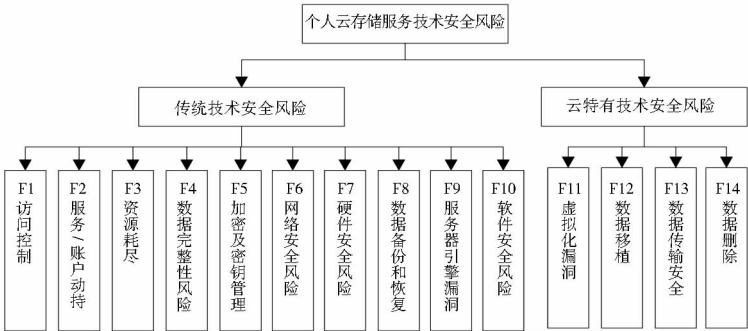 个人云存储服务技术安全风险
传统技术安全风险
云特有技术安全风险
F1
访问控制
F2
服务/账户动持
F3
资源耗尽
F4
数据完整性风险
F5
加密及密钥管理
F6
网络安全风险
F7
硬件安全风险
F8
数据备份和恢复
F9
服务器引擎漏洞
F10
软件安全风险
F11
虚拟化漏洞
F12
数据移植
F13
数据传输安全
F14
数据删除